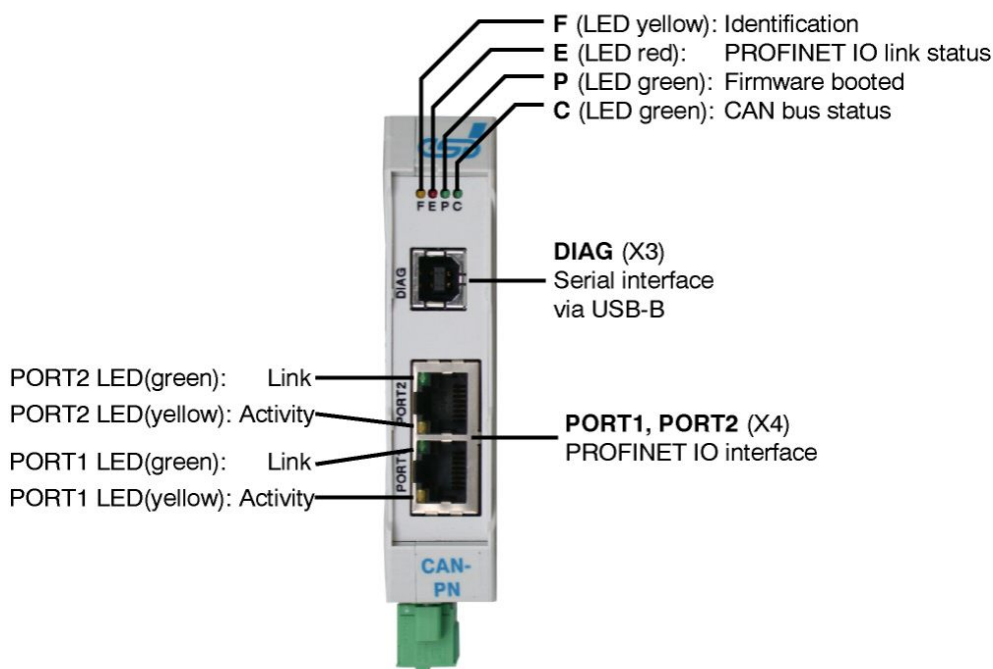 F (LED yellow): Identification
E (LED red): PROFINET IO link status
P (LED green): Firmware booted
C (LED green): CAN bus status
esd
F E P C
DIAG
DIAG (X3)
Serial interface
via USB-B
PORT2 LED(green): Link
PORT2 LED(yellow): Activity
PORT1 LED(green): Link
PORT1 LED(yellow): Activity
PORT2
PORT
PORT1, PORT2 (X4)
PROFINET IO interface
CAN-
PN